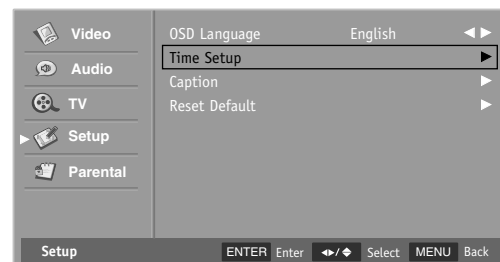 Video
Audio
TV
Setup
Parental
OSD Language English
Time Setup
Caption
Reset Default
Setup ENTER Enter Select MENU Back